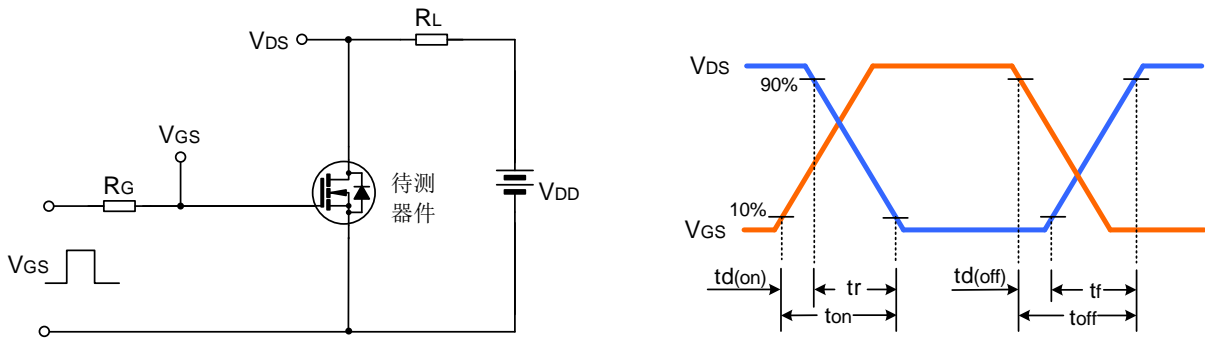 VDS
RL
VGS
RG
待测
器件
VDD
VGS
VDS
90%
10%
VGS
td(on)
tr
ton
td(off)
tf
toff